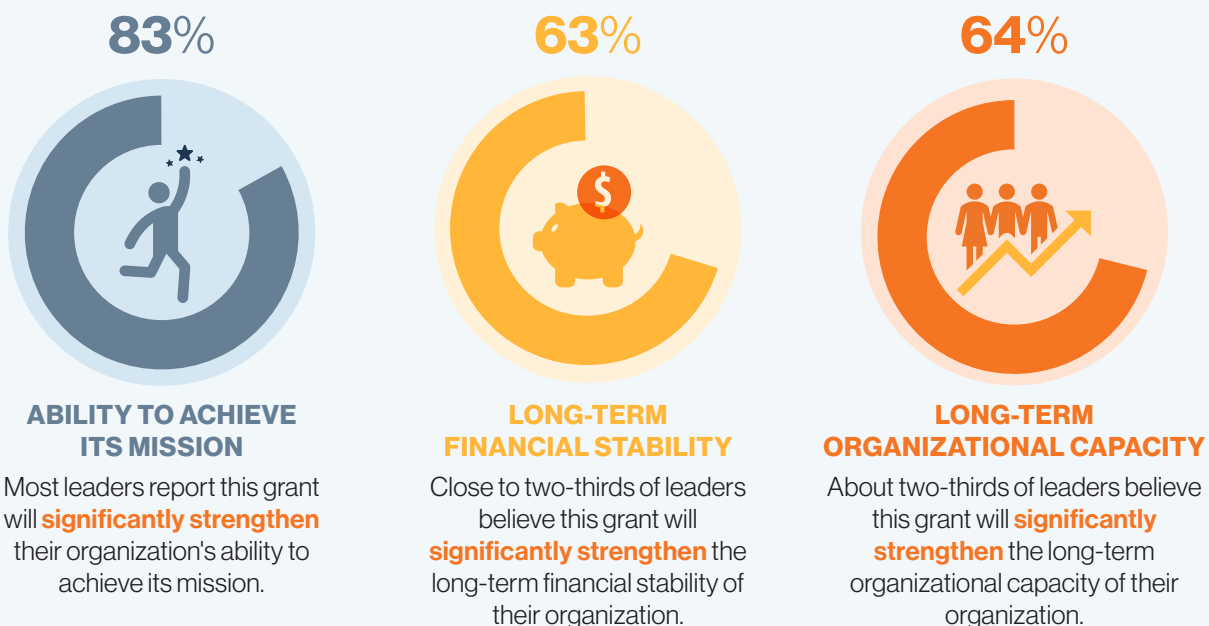 83%
ABILITY TO ACHIEVE
ITS MISSION
Most leaders report this grant
will significantly strengthen
their organization's ability to
achieve its mission.
63%
$
LONG-TERM
FINANCIAL STABILITY
Close to two-thirds of leaders
believe this grant will
significantly strengthen the
long-term financial stability of
their organization.
64%
LONG-TERM
ORGANIZATIONAL CAPACITY
About two-thirds of leaders believe
this grant will significantly
strengthen the long-term
organizational capacity of their
organization.